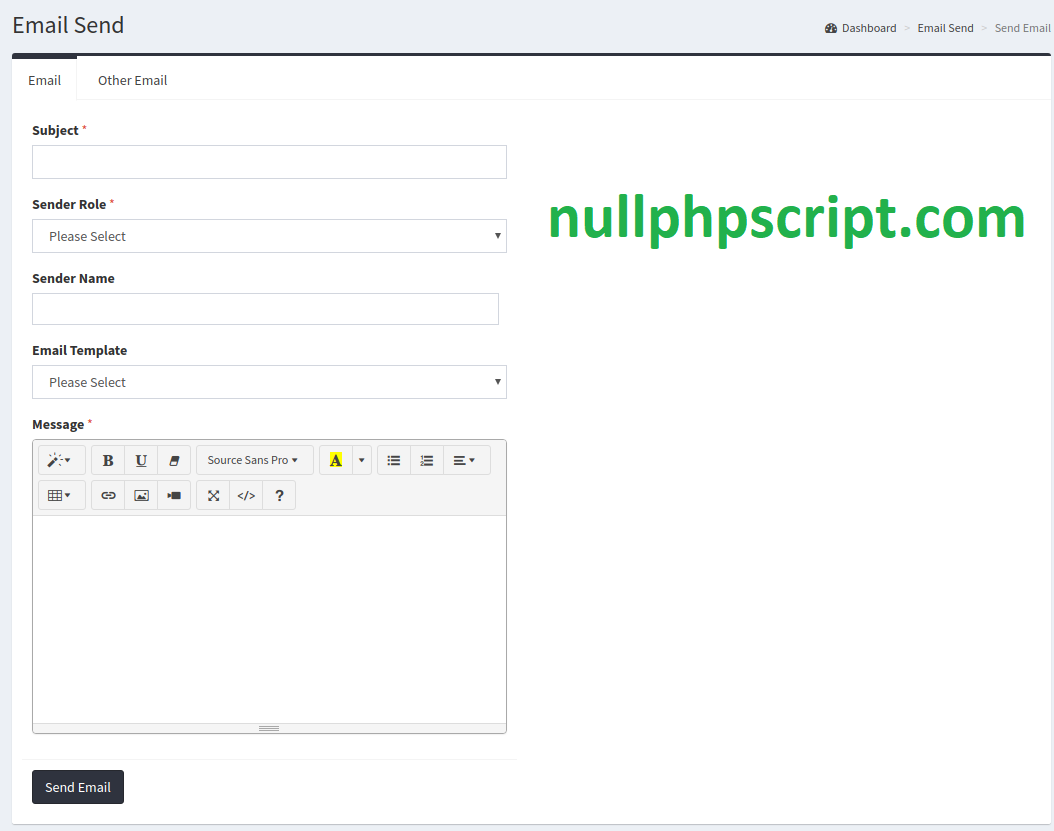 Email Send
Dashboard > Email Send > Send Email
Email Other Email
Subject *
nullphpscript.com
Sender Role *
Please Select
Sender Name
Email Template
Please Select
Message *
B U Source Sans Pro A
</> ?
Send Email